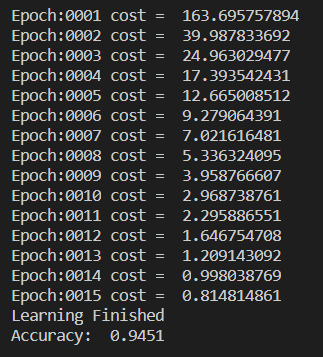 Epoch:0001 cost =  163.695757894
Epoch:0002 cost =  39.987833692
Epoch:0003 cost =  24.963029477
Epoch:0004 cost =  17.393542431
Epoch:0005 cost =  12.665008512
Epoch:0006 cost =  9.279064391
Epoch:0007 cost =  7.021616481
Epoch:0008 cost =  5.336324095
Epoch:0009 cost =  3.958766607
Epoch:0010 cost =  2.968738761
Epoch:0011 cost =  2.295886551
Epoch:0012 cost =  1.646754708
Epoch:0013 cost =  1.209143092
Epoch:0014 cost =  0.998038769
Epoch:0015 cost =  0.814814861
Learning Finished
Accuracy:  0.9451